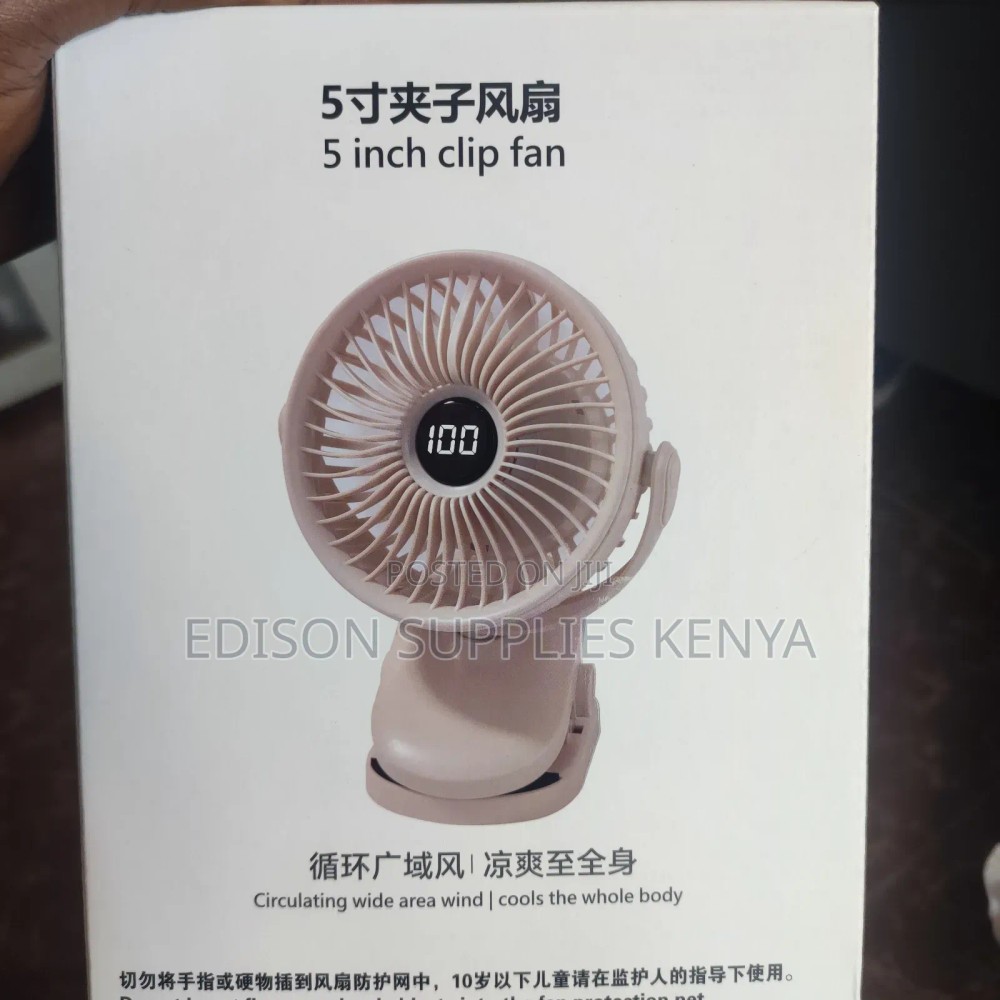 5寸夹子风扇
5 inch clip fan
100
POSTED ON JIJI
EDISON SUPPLIES KENYA
循环广域风 | 凉爽至全身
Circulating wide area wind | cools the whole body
切勿将手指或硬物插到风扇防护网中，10岁以下儿童请在监护人的指导下使用。